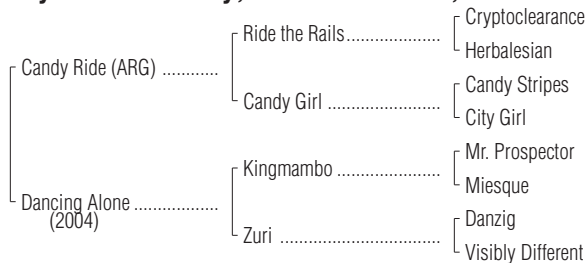 Cryptoclearance
Ride the Rails....................
Herbalesian
Candy Ride (ARG) ............
Candy Stripes
Candy Girl ........................
City Girl
Mr. Prospector
Kingmambo ......................
Miesque
Dancing Alone ..................
(2004)
Danzig
Zuri ..................................
Visibly Different